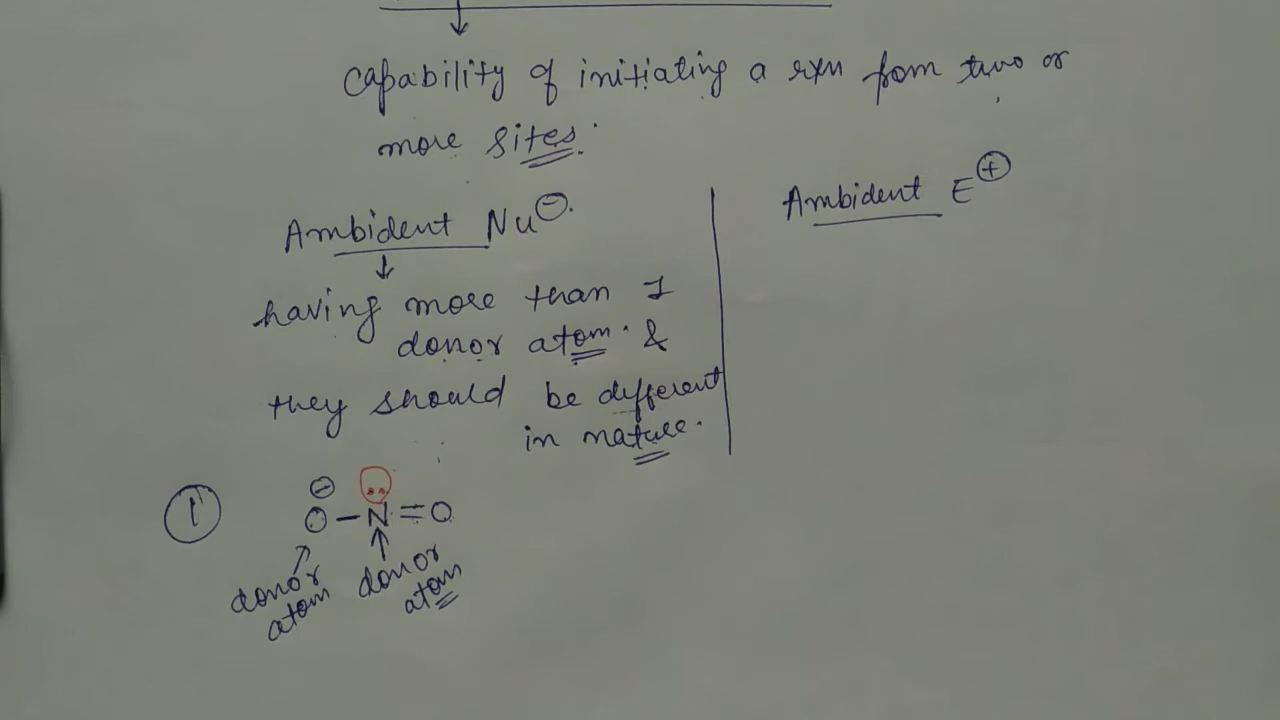 capability of initiating a rxn from two or
more sites.
Ambident Nu⊖.
having more than 1
donor atom. &
they should be different
in nature.
Ambident E⊕
1
⊖ ..
O – N = O
donor atom
donor atom